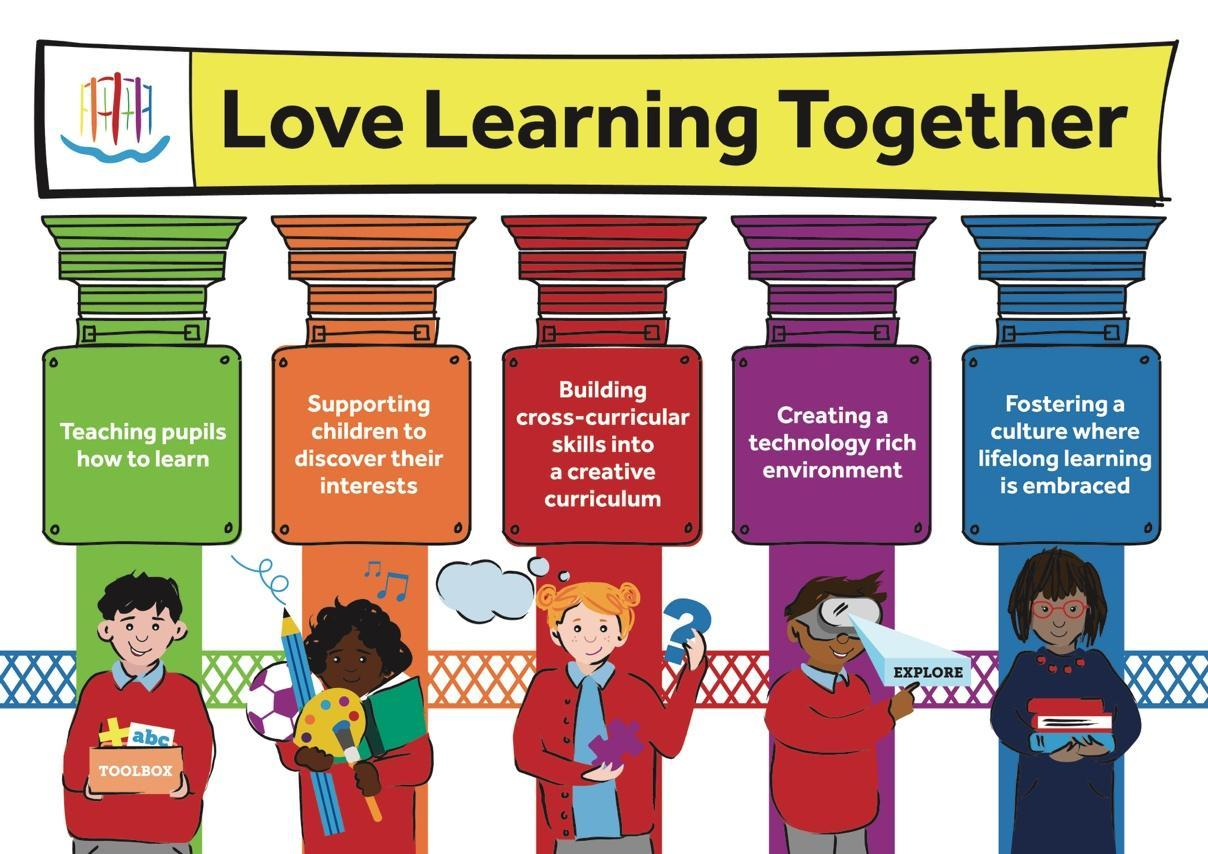 Love Learning Together
Teaching pupils
how to learn
Supporting
children to
discover their
interests
Building
cross-curricular
skills into
a creative
curriculum
Creating a
technology rich
environment
Fostering a
culture where
lifelong learning
is embraced
?
EXPLORE
abc
TOOLBOX